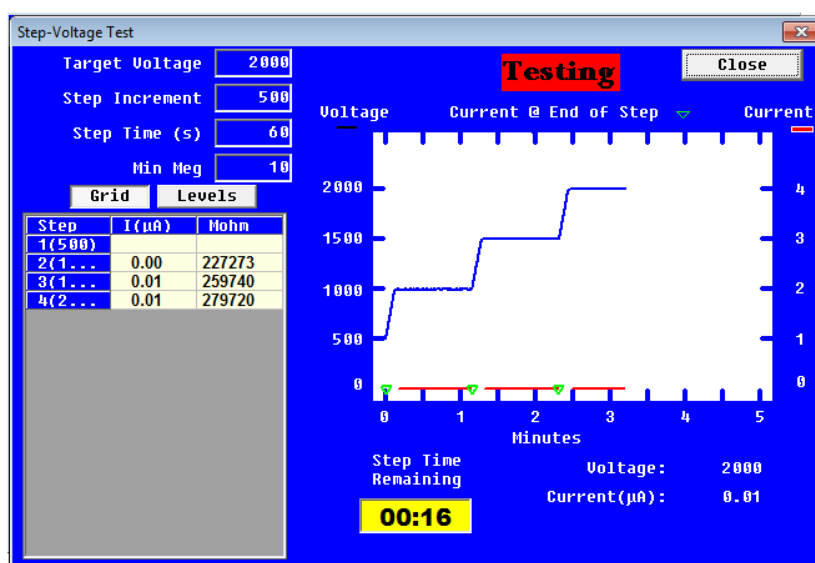 Step-Voltage Test
Target Voltage 2000
Step Increment 500
Step Time (s) 60
Min Meg 10
Grid Levels
Step I(µA) Mohm
1(500)
2(1... 0.00 227273
3(1... 0.01 259740
4(2... 0.01 279720
Testing
Close
Voltage Current @ End of Step Current
2000 4
1500 3
1000 2
500 1
0 0
0 1 2 3 4 5
Minutes
Step Time
Remaining
00:16
Voltage: 2000
Current(µA): 0.01